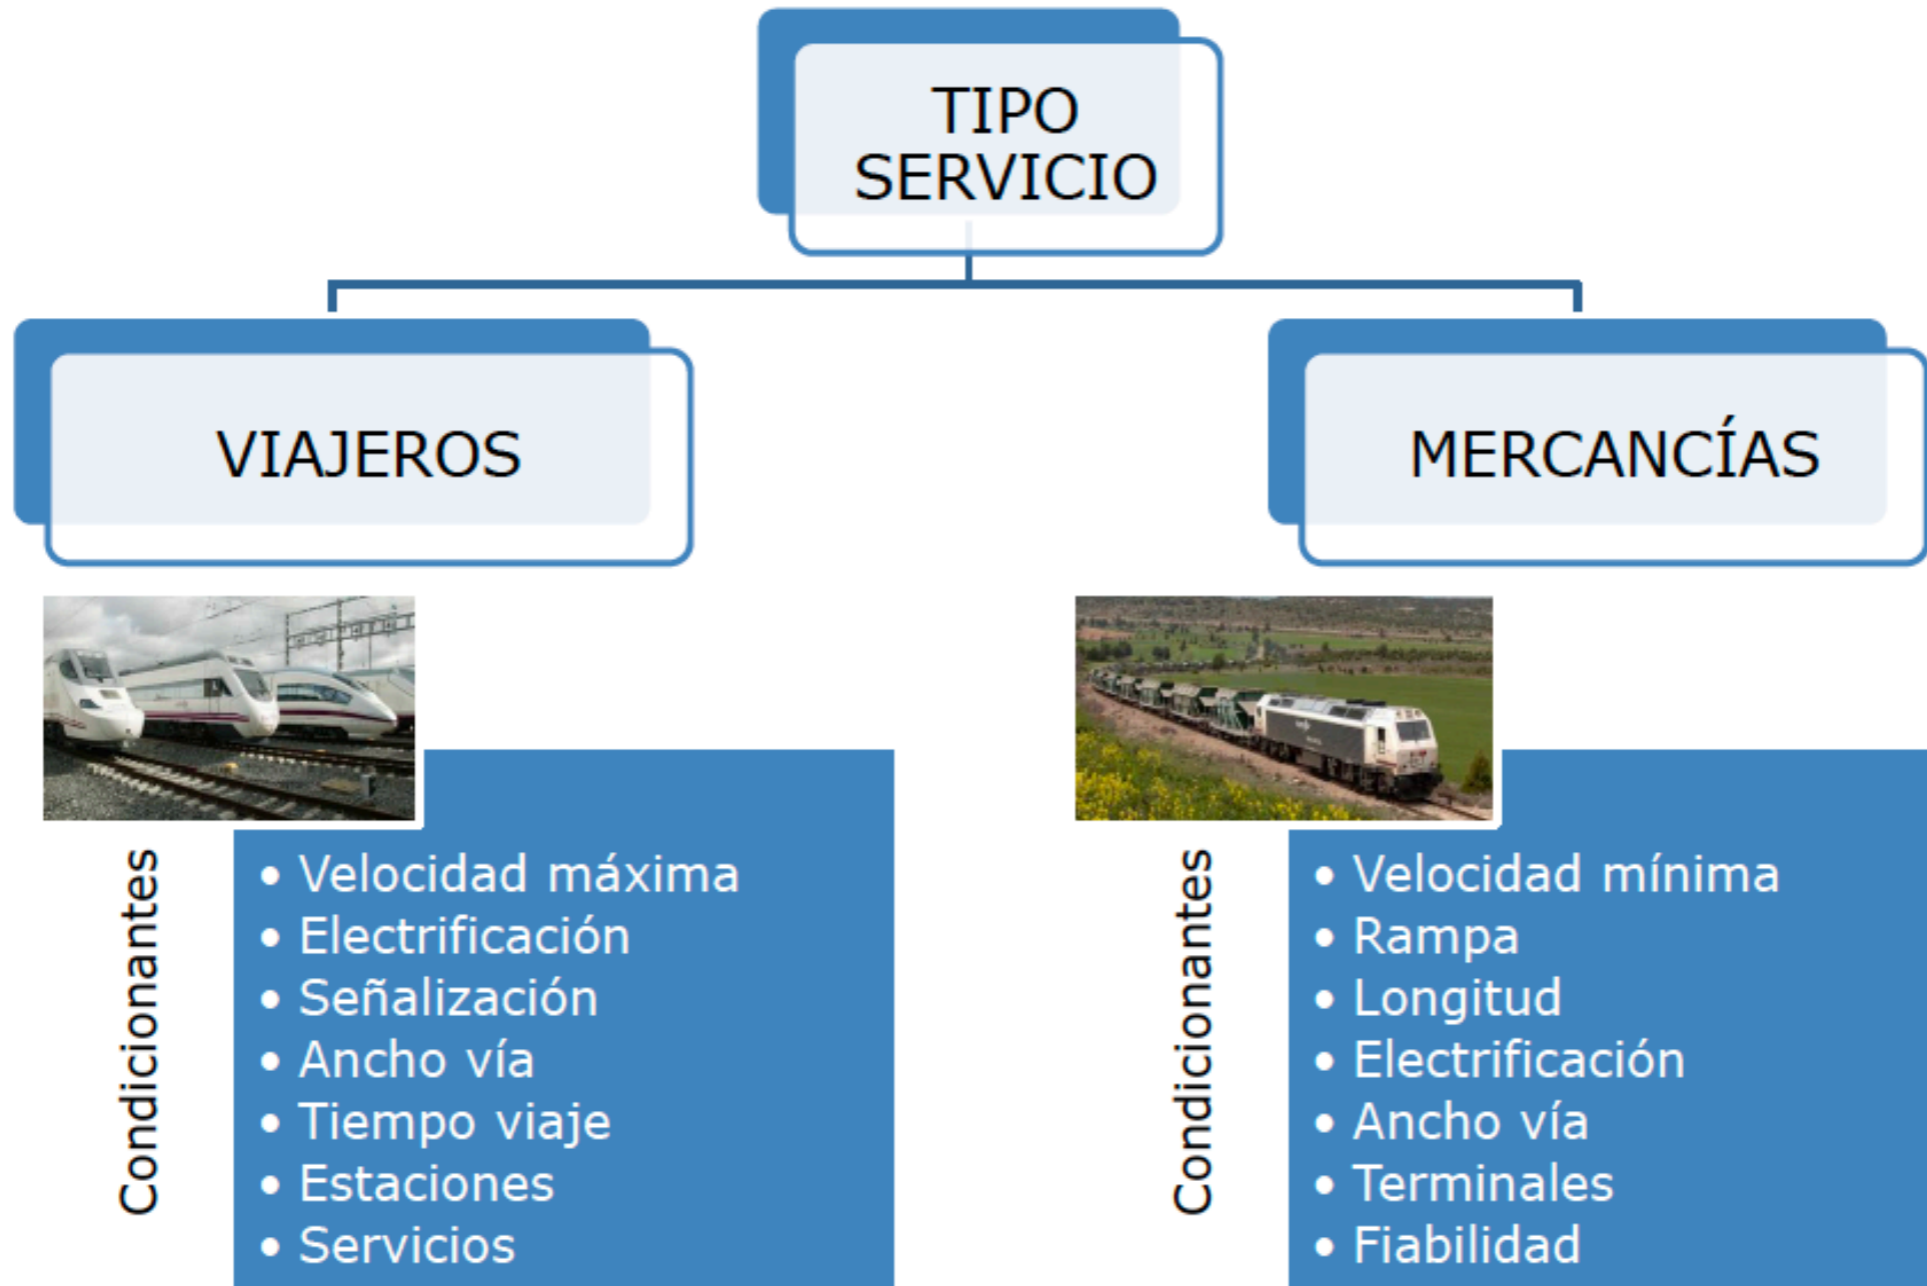 TIPO
SERVICIO
VIAJEROS
MERCANCÍAS
Condicionantes
• Velocidad máxima
• Electrificación
• Señalización
• Ancho vía
• Tiempo viaje
• Estaciones
• Servicios
Condicionantes
• Velocidad mínima
• Rampa
• Longitud
• Electrificación
• Ancho vía
• Terminales
• Fiabilidad